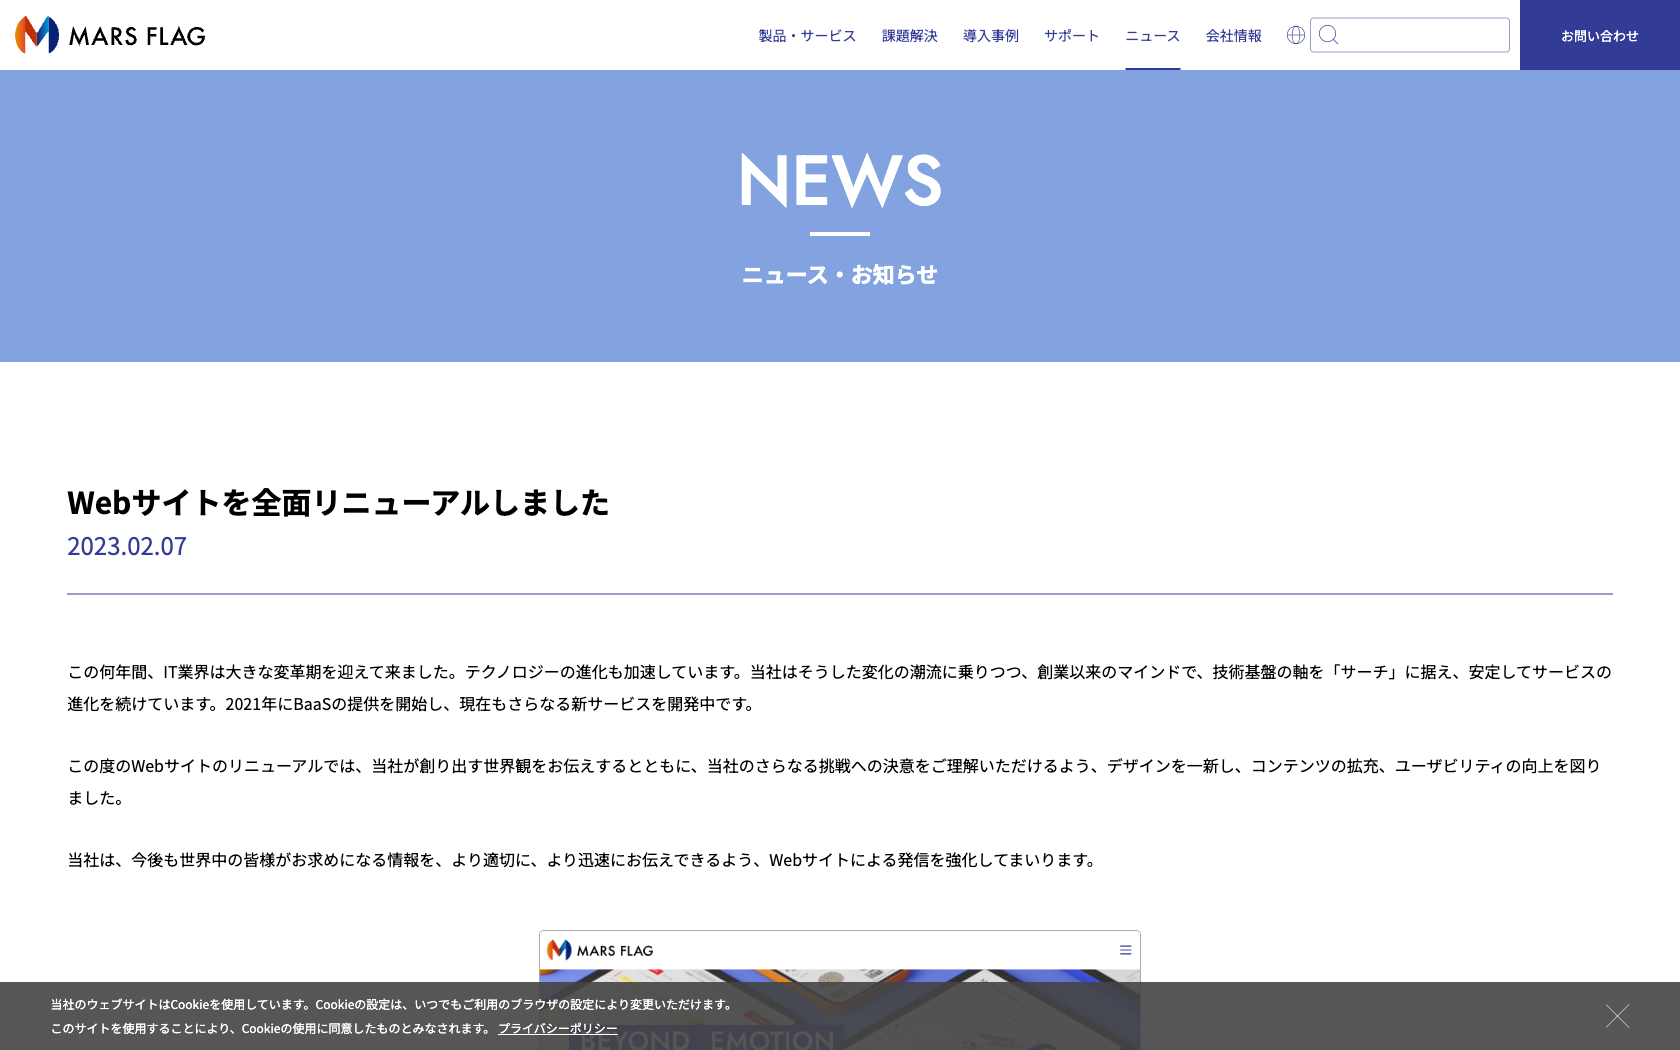 MARS FLAG
製品・サービス
課題解決
導入事例
サポート
ニュース
会社情報
お問い合わせ
NEWS
ニュース・お知らせ
Webサイトを全面リニューアルしました
2023.02.07
この何年間、IT業界は大きな変革期を迎えて来ました。テクノロジーの進化も加速しています。当社はそうした変化の潮流に乗りつつ、創業以来のマインドで、技術基盤の軸を「サーチ」に据え、安定してサービスの
進化を続けています。2021年にBaaSの提供を開始し、現在もさらなる新サービスを開発中です。
この度のWebサイトのリニューアルでは、当社が創り出す世界観をお伝えするとともに、当社のさらなる挑戦への決意をご理解いただけるよう、デザインを一新し、コンテンツの拡充、ユーザビリティの向上を図り
ました。
当社は、今後も世界中の皆様がお求めになる情報を、より適切に、より迅速にお伝えできるよう、Webサイトによる発信を強化してまいります。
MARS FLAG
当社のウェブサイトはCookieを使用しています。Cookieの設定は、いつでもご利用のブラウザの設定により変更いただけます。
このサイトを使用することにより、Cookieの使用に同意したものとみなされます。 プライバシーポリシー
BEYOND EMOTION